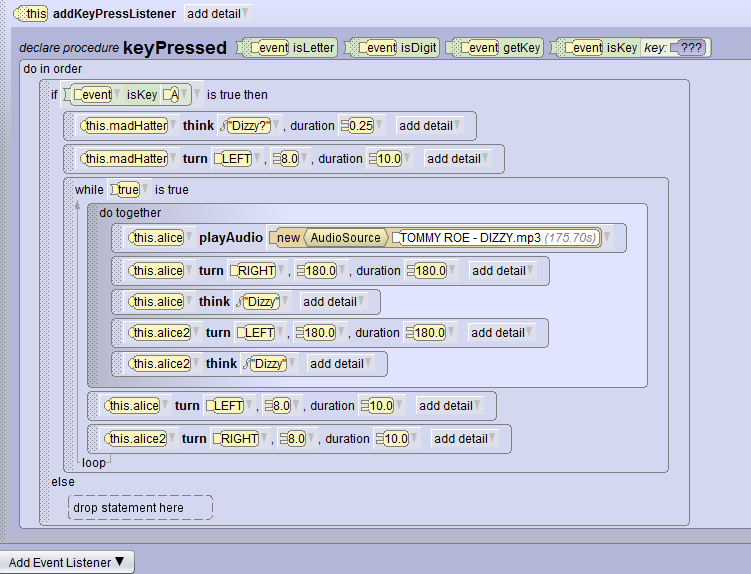 this addKeyPressListener add detail
declare procedure keyPressed event isLetter event isDigit event getKey event isKey key: ???
do in order
if event isKey A is true then
this.madHatter think "Dizzy?" , duration 0.25 add detail
this.madHatter turn LEFT , 8.0 , duration 10.0 add detail
while true is true
do together
this.alice playAudio new AudioSource TOMMY ROE - DIZZY.mp3 (175.70s)
this.alice turn RIGHT , 180.0 , duration 180.0 add detail
this.alice think "Dizzy" add detail
this.alice2 turn LEFT , 180.0 , duration 180.0 add detail
this.alice2 think "Dizzy" add detail
this.alice turn LEFT , 8.0 , duration 10.0 add detail
this.alice2 turn RIGHT , 8.0 , duration 10.0 add detail
loop
else
drop statement here
Add Event Listener